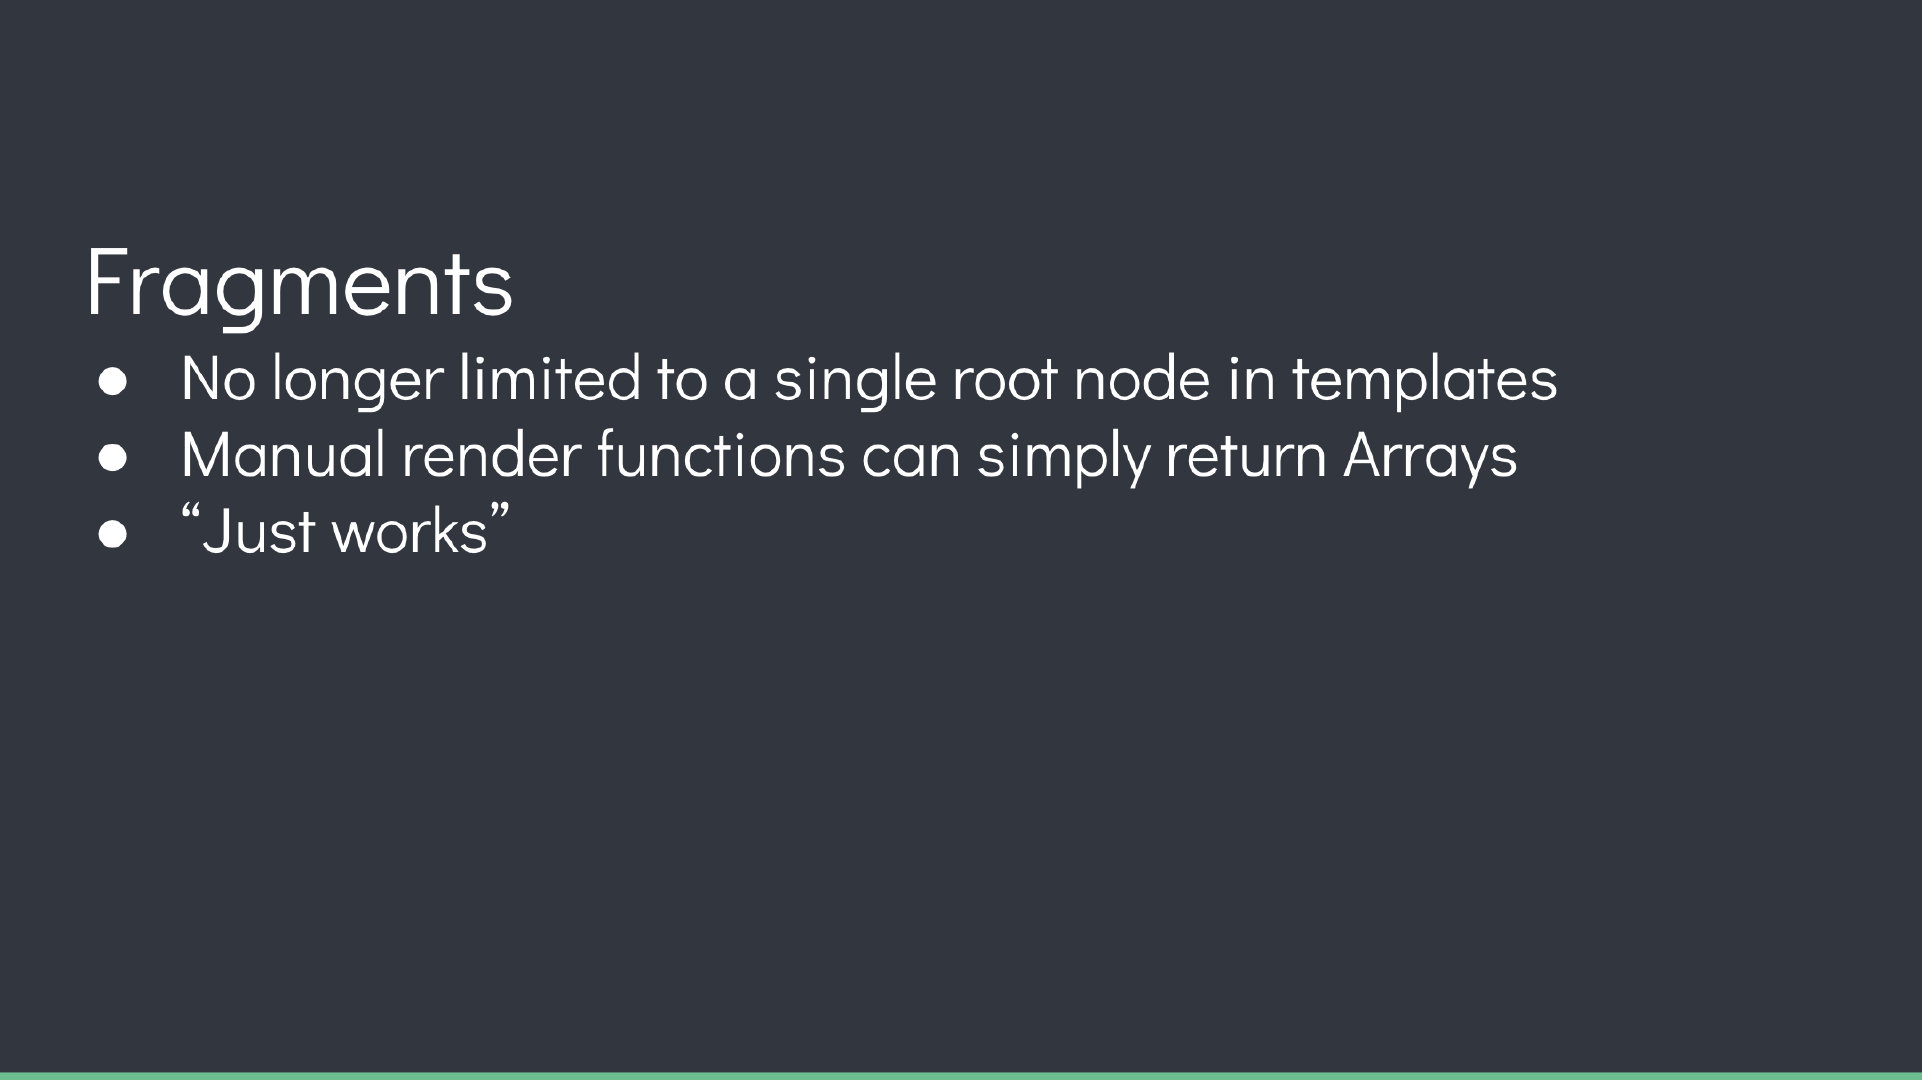 Fragments
● No longer limited to a single root node in templates
● Manual render functions can simply return Arrays
● “Just works”